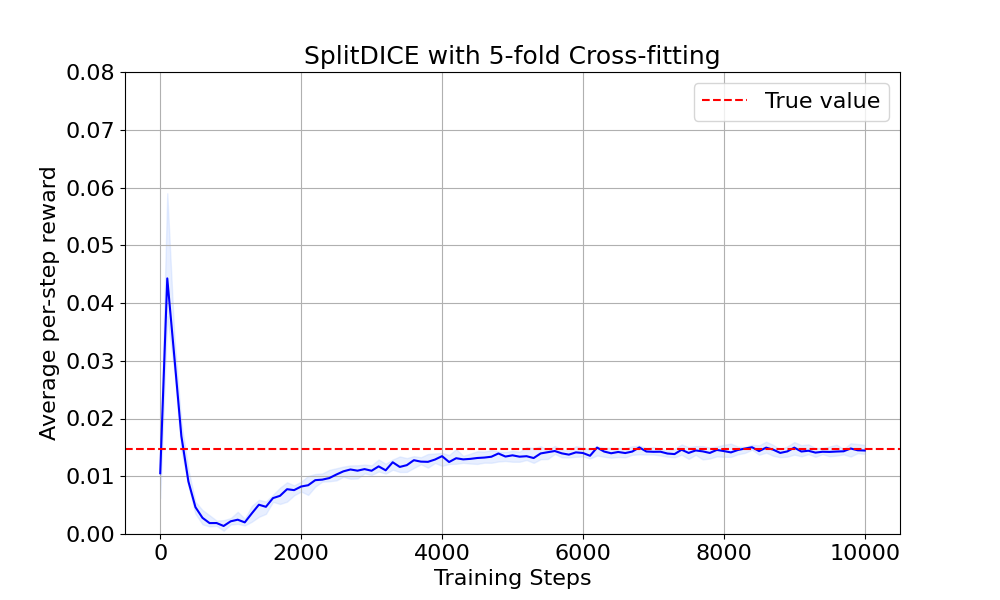 SplitDICE with 5-fold Cross-fitting
True value
Average per-step reward
0.08
0.07
0.06
0.05
0.04
0.03
0.02
0.01
0.00
0 2000 4000 6000 8000 10000
Training Steps